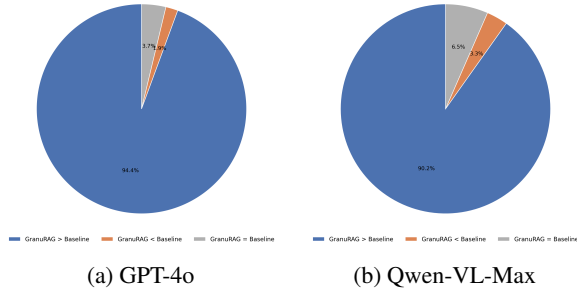 3.7% 1.9%
94.4%
GranuRAG > Baseline GranuRAG < Baseline GranuRAG = Baseline
(a) GPT-4o
6.5%
3.3%
90.2%
GranuRAG > Baseline GranuRAG < Baseline GranuRAG = Baseline
(b) Qwen-VL-Max